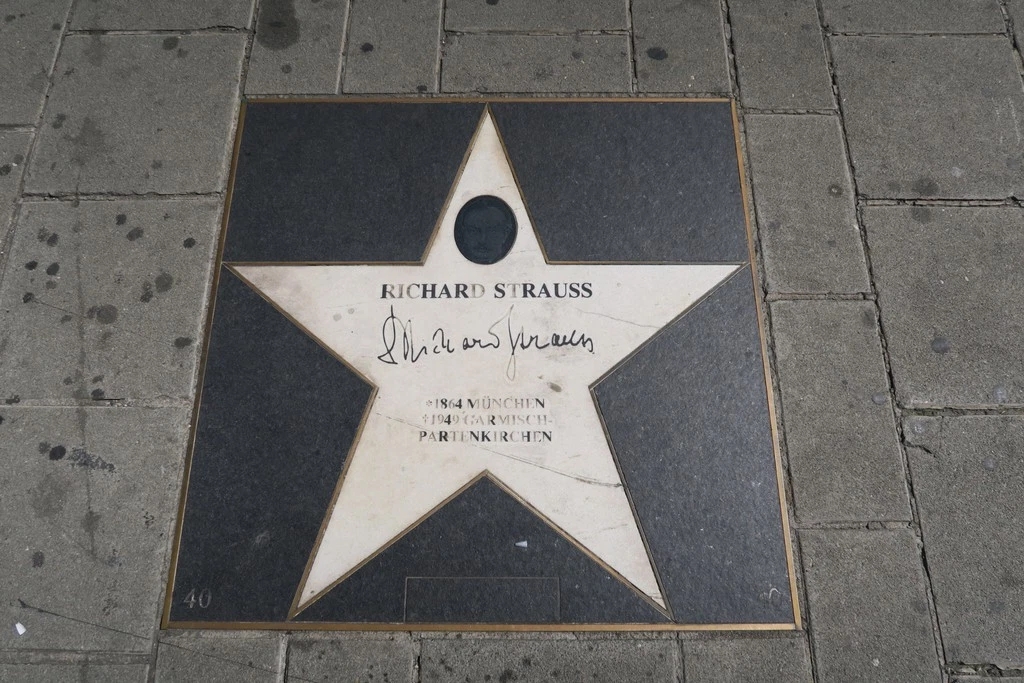 RICHARD STRAUSS
Richard Strauss
*1864 MÜNCHEN
†1949 GARMISCH-
PARTENKIRCHEN
40